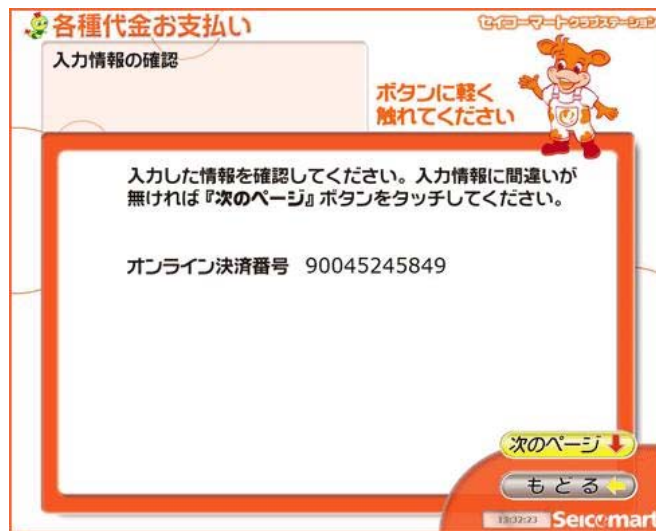 各種代金お支払い
セイコーマートクラブステーション
入力情報の確認
ボタンに軽く
触れてください
入力した情報を確認してください。入力情報に間違いが
無ければ『次のページ』ボタンをタッチしてください。
オンライン決済番号 90045245849
次のページ
もどる
13:32:23 Seicomart